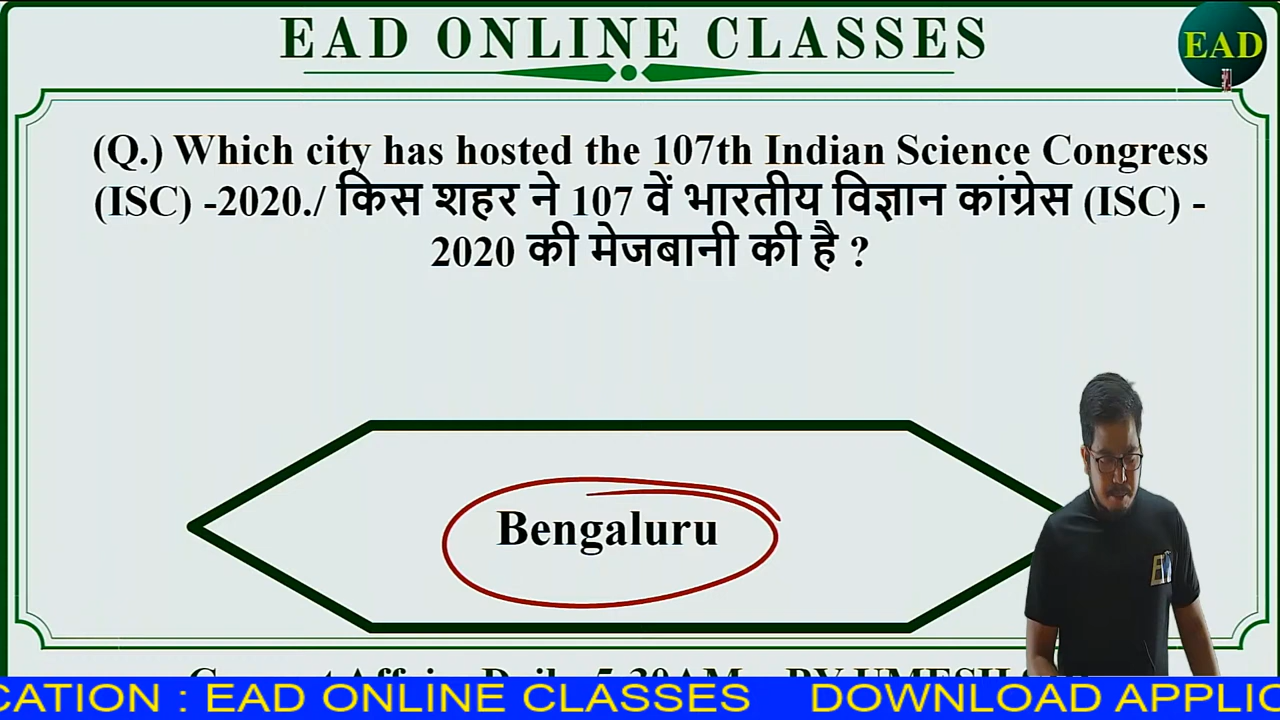 EAD ONLINE CLASSES
EAD
(Q.) Which city has hosted the 107th Indian Science Congress
(ISC) -2020./ किस शहर ने 107 वें भारतीय विज्ञान कांग्रेस (ISC) -
2020 की मेजबानी की है ?
Bengaluru
CATION : EAD ONLINE CLASSES DOWNLOAD APPLIC